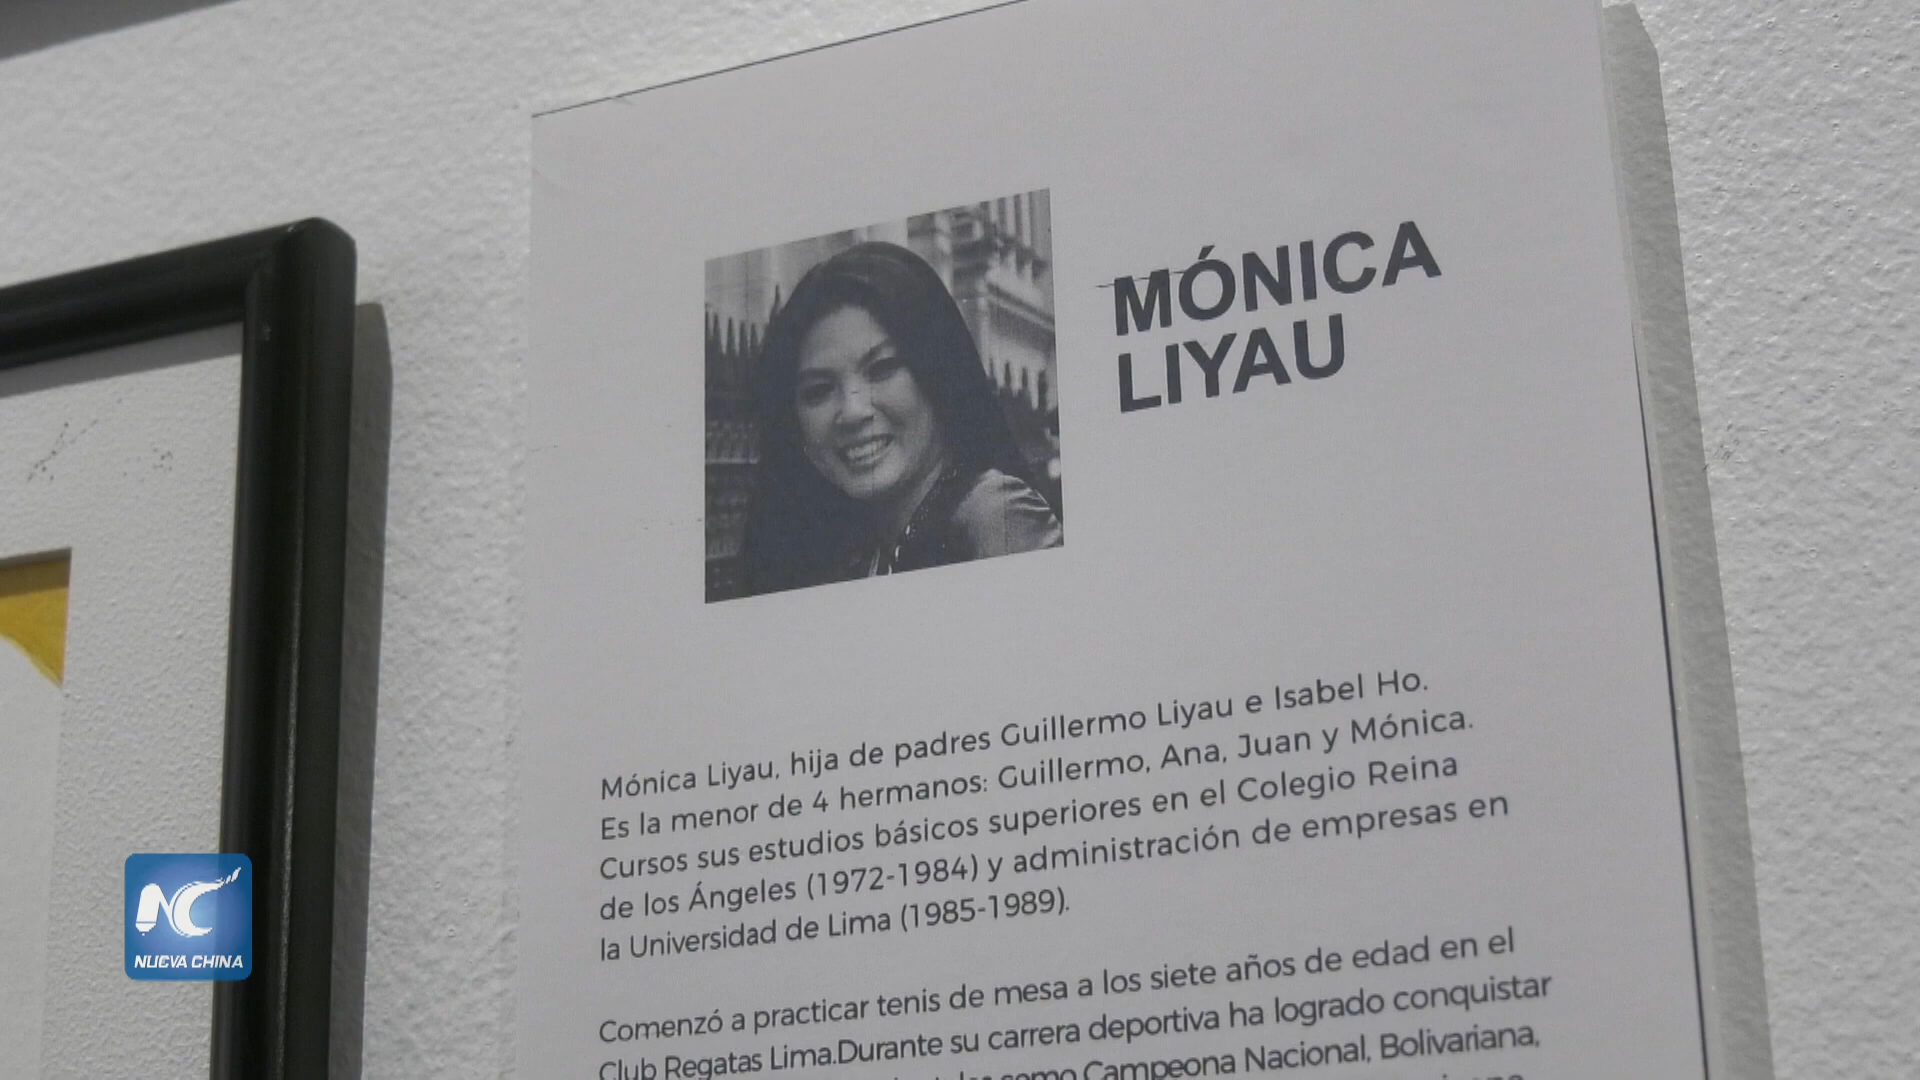 MÓNICA
LIYAU
Mónica Liyau, hija de padres Guillermo Liyau e Isabel Ho.
Es la menor de 4 hermanos: Guillermo, Ana, Juan y Mónica.
Cursos sus estudios básicos superiores en el Colegio Reina
de los Ángeles (1972-1984) y administración de empresas en
la Universidad de Lima (1985-1989).
Comenzó a practicar tenis de mesa a los siete años de edad en el
Club Regatas Lima.Durante su carrera deportiva ha logrado conquistar
como Campeona Nacional, Bolivariana,
NC
NUEVA CHINA